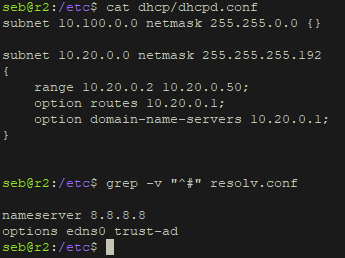 seb@r2:/etc$ cat dhcp/dhcpd.conf
subnet 10.100.0.0 netmask 255.255.0.0 {}
subnet 10.20.0.0 netmask 255.255.255.192
{
range 10.20.0.2 10.20.0.50;
option routes 10.20.0.1;
option domain-name-servers 10.20.0.1;
}
seb@r2:/etc$ grep -v "^#" resolv.conf
nameserver 8.8.8.8
options edns0 trust-ad
seb@r2:/etc$